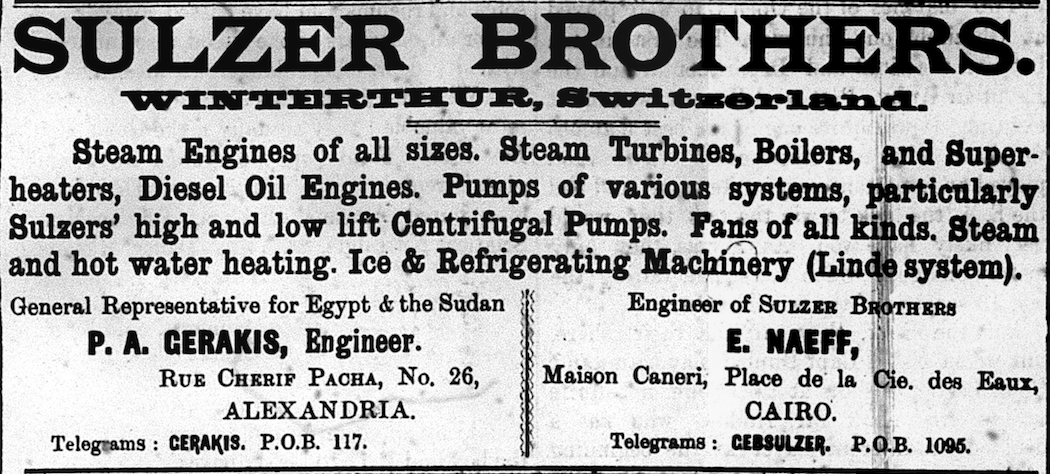 SULZER BROTHERS.
WINTERTHUR, Switzerland.
Steam Engines of all sizes. Steam Turbines, Boilers, and Super-
heaters, Diesel Oil Engines. Pumps of various systems, particularly
Sulzers' high and low lift Centrifugal Pumps. Fans of all kinds. Steam
and hot water heating. Ice & Refrigerating Machinery (Linde system).
General Representative for Egypt & the Sudan
P. A. GERAKIS, Engineer.
RUE CHERIF PACHA, No. 26,
ALEXANDRIA.
Telegrams : GERAKIS. P.O.B. 117.
Engineer of SULZER BROTHERS
E. NAEFF,
Maison Caneri, Place de la Cie. des Eaux,
CAIRO.
Telegrams : GEBSULZER. P.O.B. 1095.